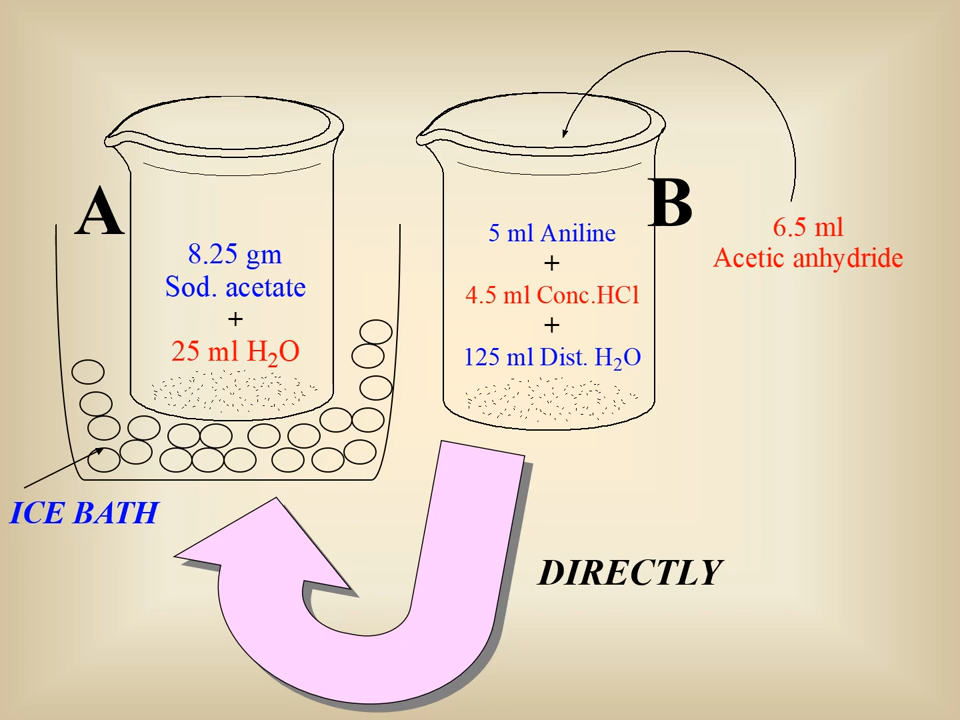 A
8.25 gm
Sod. acetate
+
25 ml H₂O
ICE BATH
B
5 ml Aniline
+
4.5 ml Conc.HCl
+
125 ml Dist. H₂O
6.5 ml
Acetic anhydride
DIRECTLY